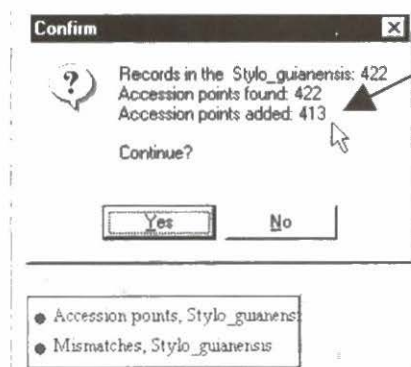 Confirm
Records in the Stylo_guianensis: 422
Accession points found: 422
Accession points added: 413
Continue?
Yes No
Accession points, Stylo_guianens
Mismatches, Stylo_guianensis